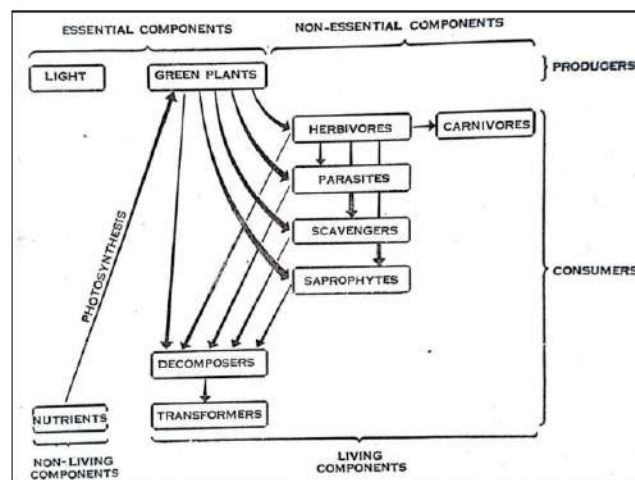 ESSENTIAL COMPONENTS
NON-ESSENTIAL COMPONENTS
LIGHT
GREEN PLANTS
PRODUCERS
HERBIVORES
CARNIVORES
PARASITES
SCAVENGERS
SAPROPHYTES
PHOTOSYNTHESIS
CONSUMERS
DECOMPOSERS
NUTRIENTS
TRANSFORMERS
NON-LIVING
COMPONENTS
LIVING
COMPONENTS